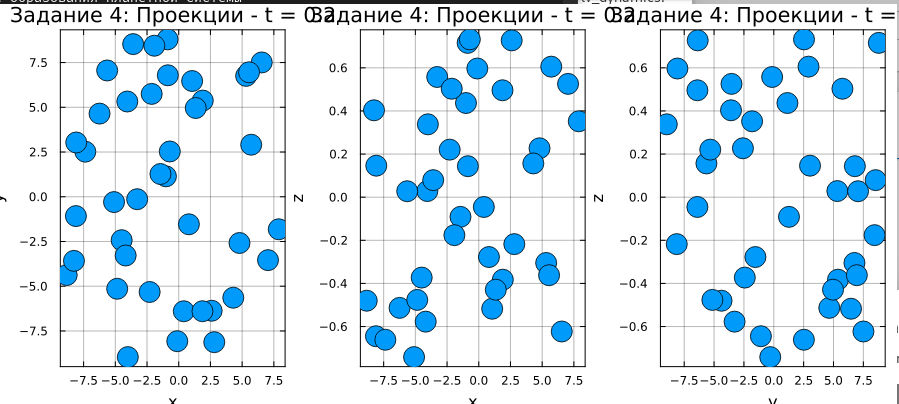 образования планетной системы
tv_dynamics.
Задание 4: Проекции - t = 0.2
Задание 4: Проекции - t = 0.2
Задание 4: Проекции - t =
7.5
5.0
2.5
0.0
−2.5
−5.0
−7.5
y
−7.5 −5.0 −2.5 0.0 2.5 5.0 7.5
x
0.6
0.4
0.2
0.0
−0.2
−0.4
−0.6
z
−7.5 −5.0 −2.5 0.0 2.5 5.0 7.5
x
0.6
0.4
0.2
0.0
−0.2
−0.4
−0.6
z
−7.5 −5.0 −2.5 0.0 2.5 5.0 7.5
y